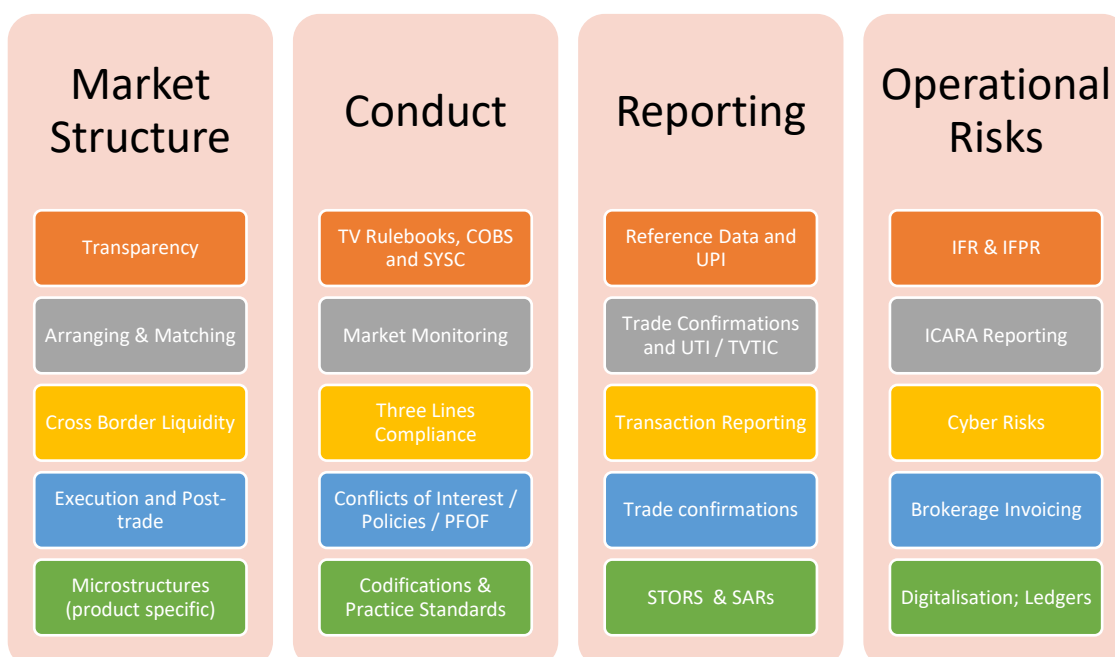 Market
Structure
Transparency
Arranging & Matching
Cross Border Liquidity
Execution and Post-
trade
Microstructures
(product specific)
Conduct
TV Rulebooks, COBS
and SYSC
Market Monitoring
Three Lines
Compliance
Conflicts of Interest /
Policies / PFOF
Codifications &
Practice Standards
Reporting
Reference Data and
UPI
Trade Confirmations
and UTI / TVTIC
Transaction Reporting
Trade confirmations
STORS & SARs
Operational
Risks
IFR & IFPR
ICARA Reporting
Cyber Risks
Brokerage Invoicing
Digitalisation; Ledgers